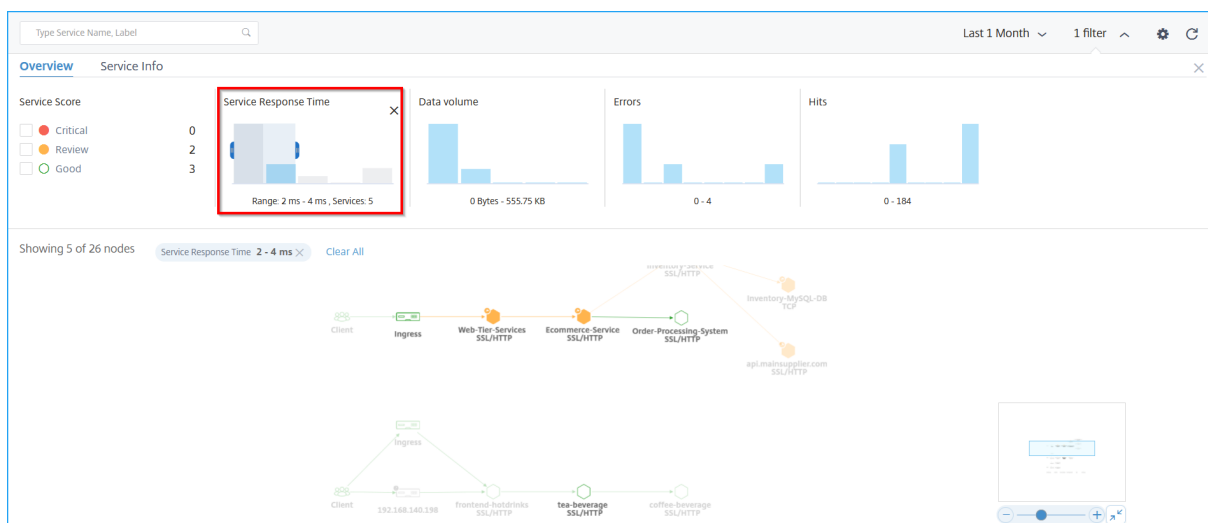 Type Service Name, Label
Last 1 Month
1 filter
Overview
Service Info
Service Score
Critical 0
Review 2
Good 3
Service Response Time
Range: 2 ms - 4 ms , Services: 5
Data volume
0 Bytes - 555.75 KB
Errors
0 - 4
Hits
0 - 184
Showing 5 of 26 nodes
Service Response Time 2 - 4 ms
Clear All
Inventory-Service
SSL/HTTP
Inventory-MySQL-DB
TCP
Client
Ingress
Web-Tier-Services
SSL/HTTP
Ecommerce-Service
SSL/HTTP
Order-Processing-System
SSL/HTTP
api.mainsupplier.com
SSL/HTTP
Ingress
Client
192.168.140.198
frontend-hotdrinks
SSL/HTTP
tea-beverage
SSL/HTTP
coffee-beverage
SSL/HTTP